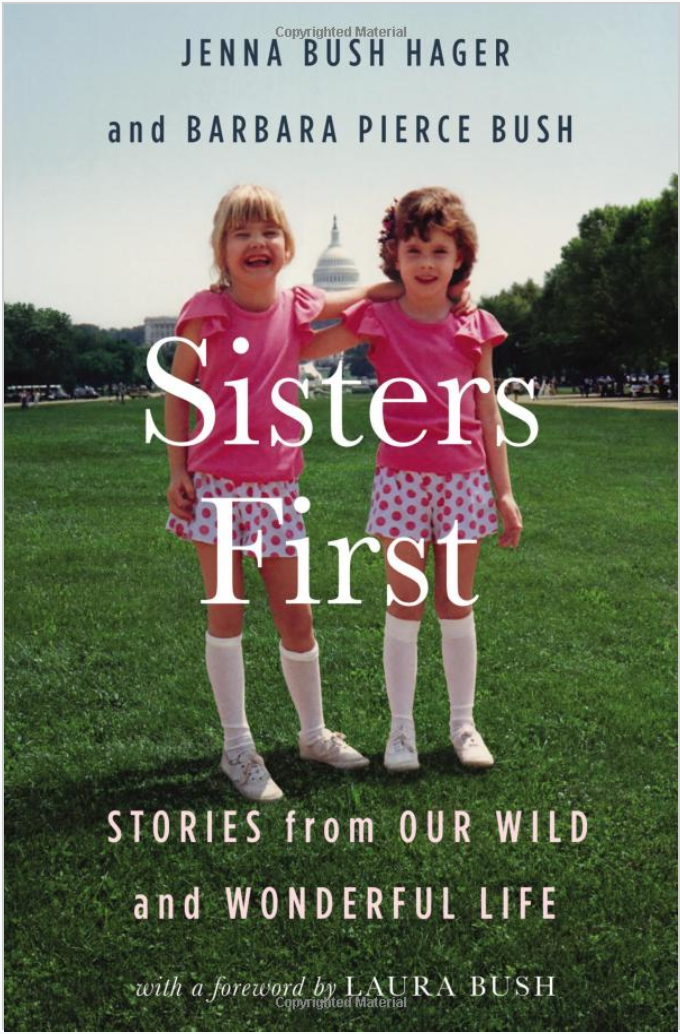 Copyrighted Material
JENNA BUSH HAGER
and BARBARA PIERCE BUSH
Sisters
First
STORIES from OUR WILD
and WONDERFUL LIFE
with a foreword by LAURA BUSH
Copyrighted Material